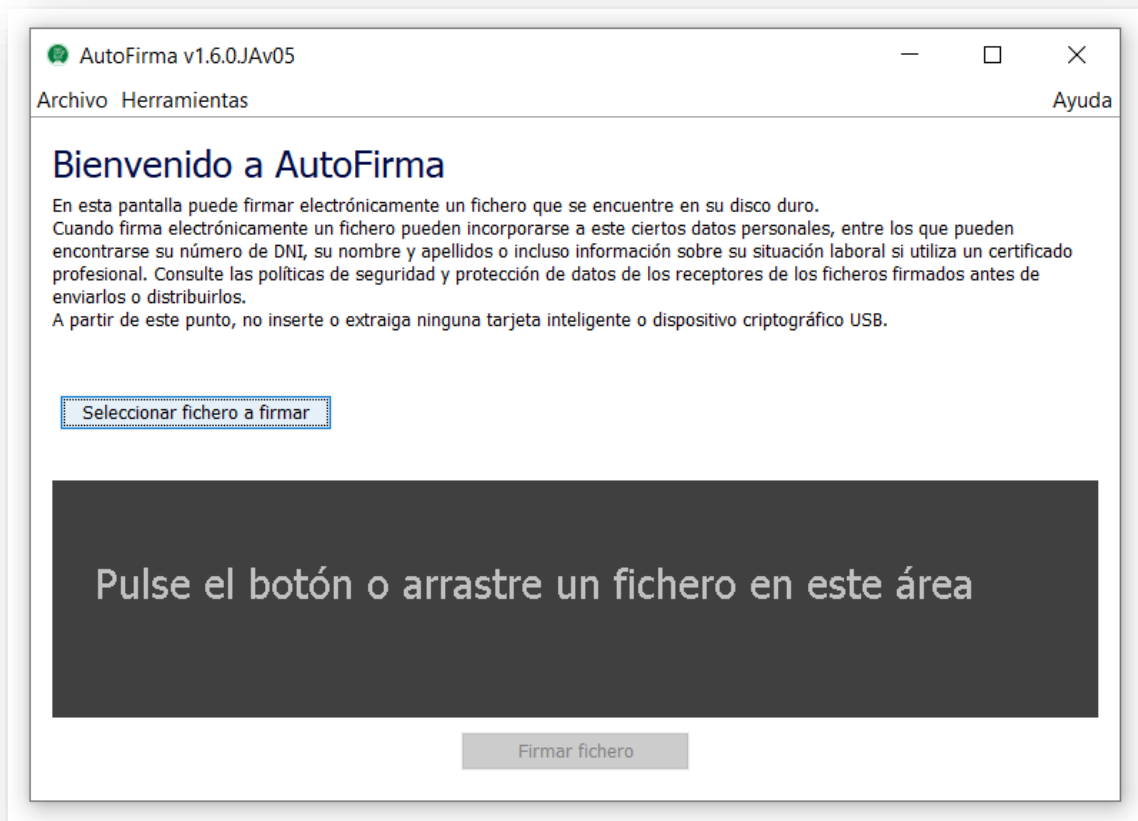 AutoFirma v1.6.0.JAv05
Archivo Herramientas Ayuda
Bienvenido a AutoFirma
En esta pantalla puede firmar electrónicamente un fichero que se encuentre en su disco duro.
Cuando firma electrónicamente un fichero pueden incorporarse a este ciertos datos personales, entre los que pueden
encontrarse su número de DNI, su nombre y apellidos o incluso información sobre su situación laboral si utiliza un certificado
profesional. Consulte las políticas de seguridad y protección de datos de los receptores de los ficheros firmados antes de
enviarlos o distribuirlos.
A partir de este punto, no inserte o extraiga ninguna tarjeta inteligente o dispositivo criptográfico USB.
Seleccionar fichero a firmar
Pulse el botón o arrastre un fichero en este área
Firmar fichero